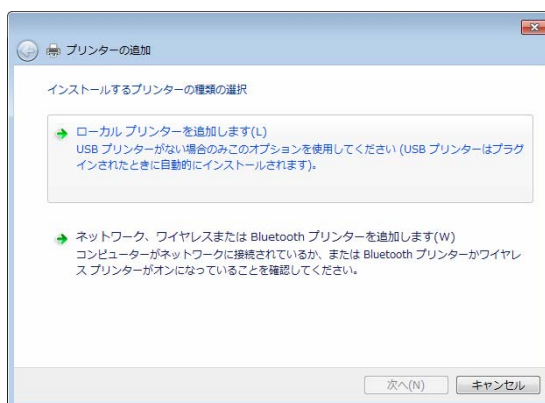 プリンターの追加
インストールするプリンターの種類の選択
ローカル プリンターを追加します(L)
USB プリンターがない場合のみこのオプションを使用してください (USB プリンターはプラグ
インされたときに自動的にインストールされます)。
ネットワーク、ワイヤレスまたは Bluetooth プリンターを追加します(W)
コンピューターがネットワークに接続されているか、または Bluetooth プリンターかワイヤレ
ス プリンターがオンになっていることを確認してください。
次へ(N) キャンセル